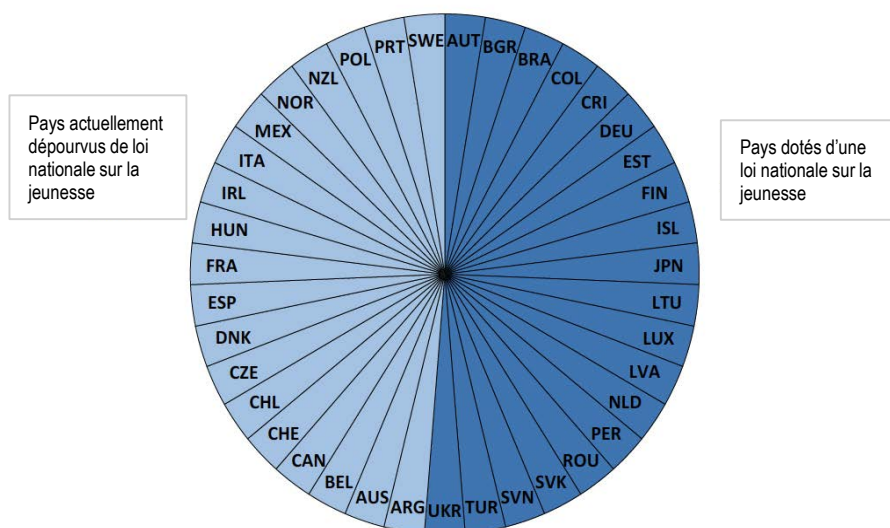 Pays actuellement
dépourvus de loi
nationale sur la
jeunesse
Pays dotés d'une
loi nationale sur la
jeunesse
AUT
BGR
BRA
COL
CRI
DEU
EST
FIN
ISL
JPN
LTU
LUX
LVA
NLD
PER
ROU
SVK
SVN
TUR
UKR
ARG
AUS
BEL
CAN
CHE
CHL
CZE
DNK
ESP
FRA
HUN
IRL
ITA
MEX
NOR
NZL
POL
PRT
SWE